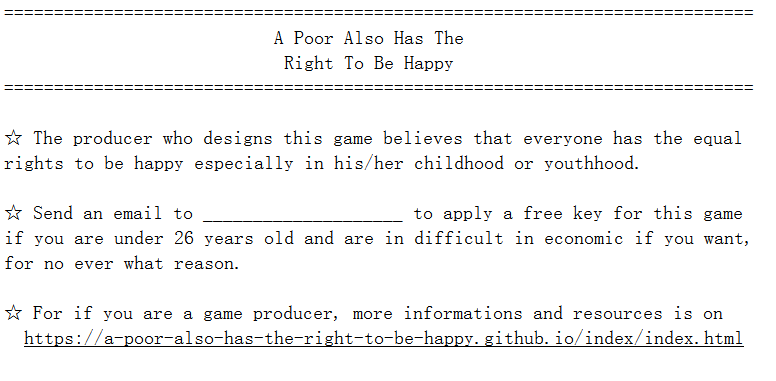 ===========================================================================
A Poor Also Has The
Right To Be Happy
===========================================================================
☆ The producer who designs this game believes that everyone has the equal
rights to be happy especially in his/her childhood or youthhood.
☆ Send an email to ____________________ to apply a free key for this game
if you are under 26 years old and are in difficult in economic if you want,
for no ever what reason.
☆ For if you are a game producer, more informations and resources is on
https://a-poor-also-has-the-right-to-be-happy.github.io/index/index.html